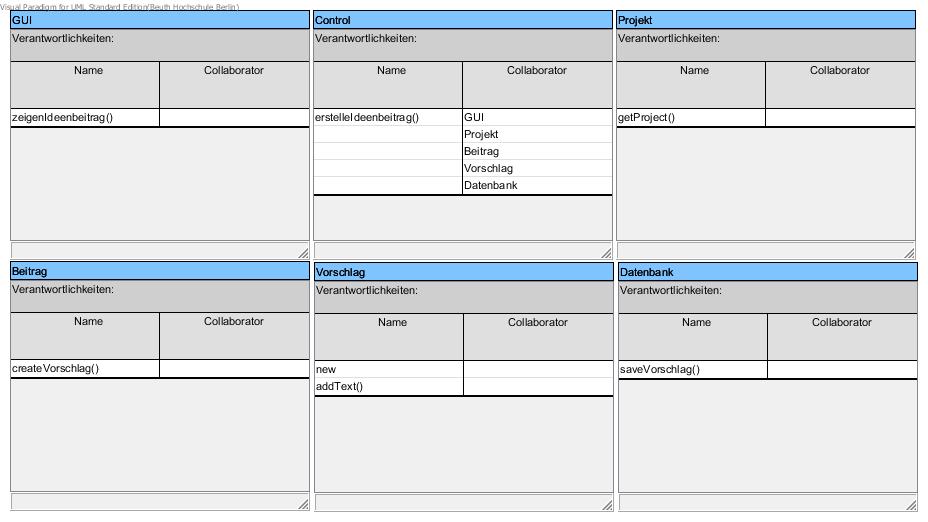 Visual Paradigm for UML Standard Edition(Beuth Hochschule Berlin)
GUI
Verantwortlichkeiten:
Name Collaborator
zeigenIdeenbeitrag()
Control
Verantwortlichkeiten:
Name Collaborator
erstelleIdeenbeitrag() GUI
Projekt
Beitrag
Vorschlag
Datenbank
Projekt
Verantwortlichkeiten:
Name Collaborator
getProject()
Beitrag
Verantwortlichkeiten:
Name Collaborator
createVorschlag()
Vorschlag
Verantwortlichkeiten:
Name Collaborator
new
addText()
Datenbank
Verantwortlichkeiten:
Name Collaborator
saveVorschlag()